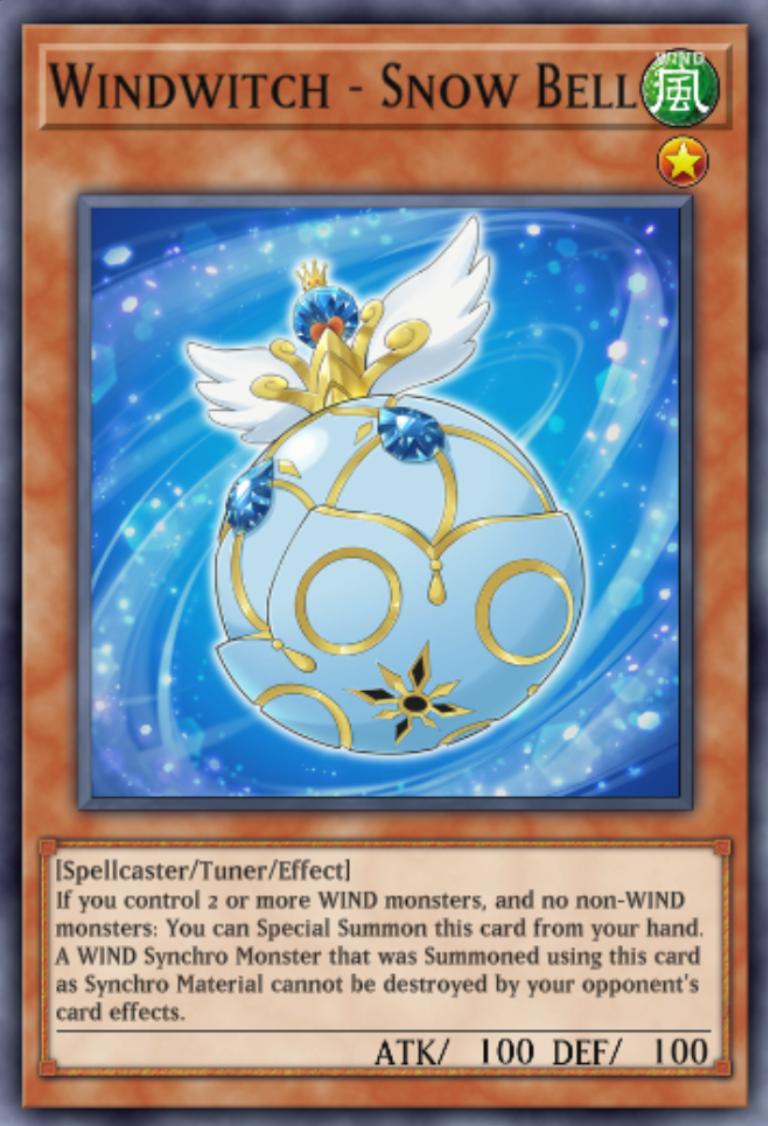 Windwitch - Snow Bell
WIND
風
[Spellcaster/Tuner/Effect]
If you control 2 or more WIND monsters, and no non-WIND
monsters: You can Special Summon this card from your hand.
A WIND Synchro Monster that was Summoned using this card
as Synchro Material cannot be destroyed by your opponent's
card effects.
ATK/ 100 DEF/ 100